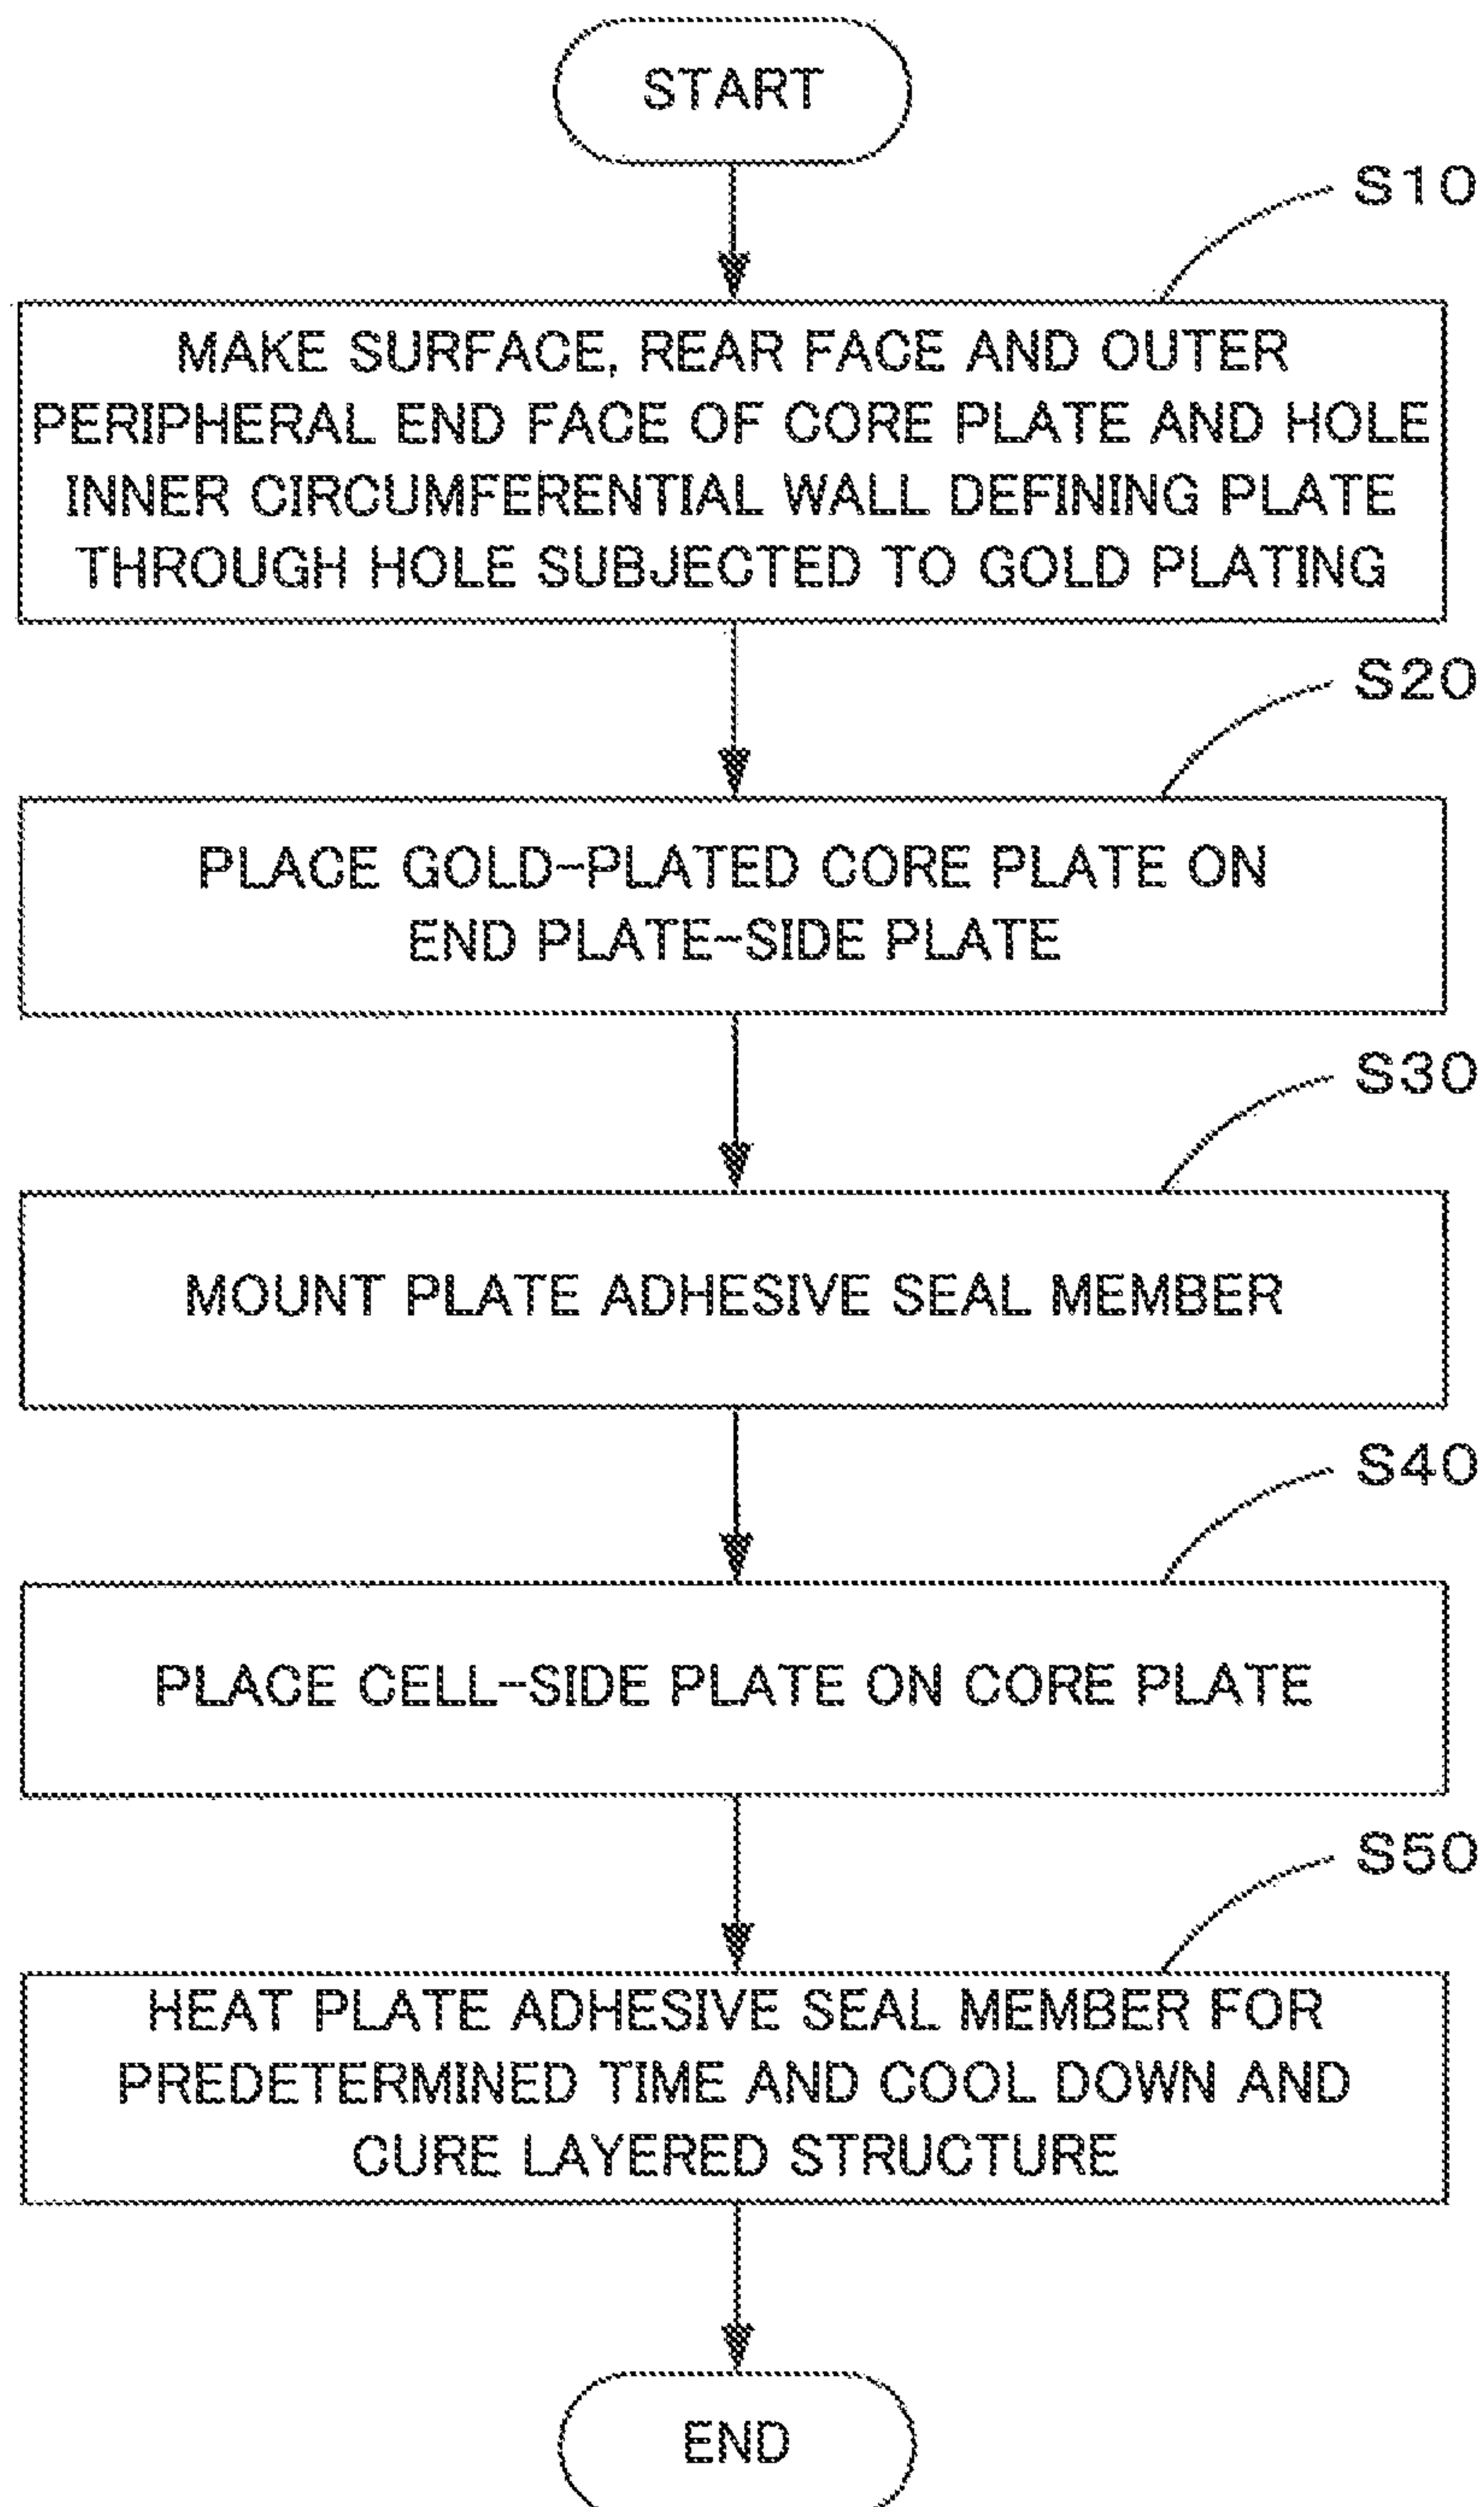 START
S10
MAKE SURFACE, REAR FACE AND OUTER
PERIPHERAL END FACE OF CORE PLATE AND HOLE
INNER CIRCUMFERENTIAL WALL DEFINING PLATE
THROUGH HOLE SUBJECTED TO GOLD PLATING
S20
PLACE GOLD-PLATED CORE PLATE ON
END PLATE-SIDE PLATE
S30
MOUNT PLATE ADHESIVE SEAL MEMBER
S40
PLACE CELL-SIDE PLATE ON CORE PLATE
S50
HEAT PLATE ADHESIVE SEAL MEMBER FOR
PREDETERMINED TIME AND COOL DOWN AND
CURE LAYERED STRUCTURE
END